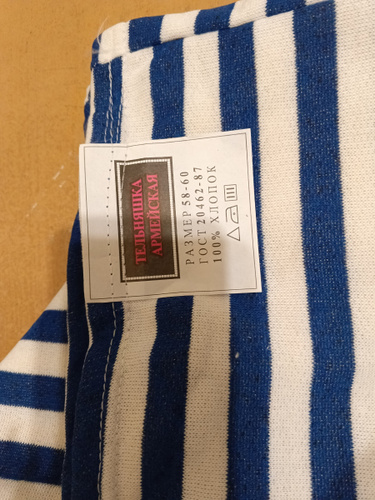 ТЕЛЬНЯШКА
АРМЕЙСКАЯ
РАЗМЕР 58-60
ГОСТ 20462-87
100% ХЛОПОК